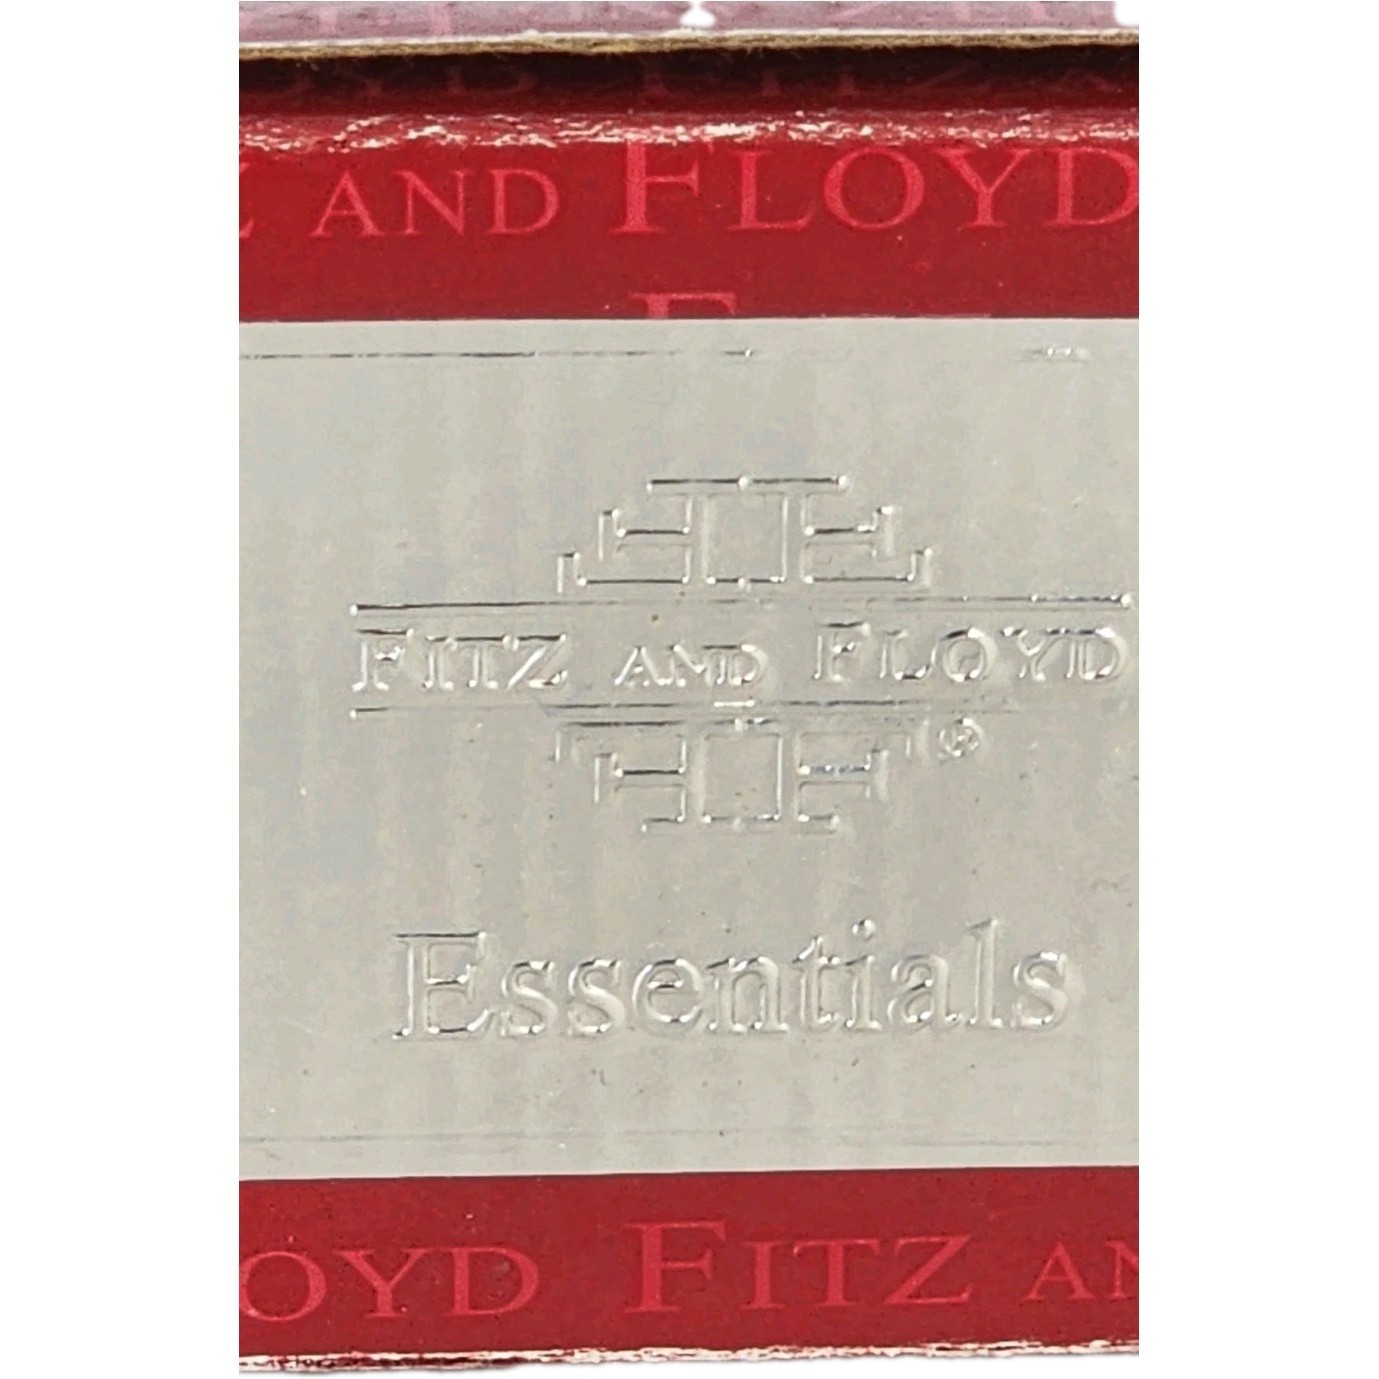 Z AND FLOYD
F
FITZ AND FLOYD
®
Essentials
OYD FITZ AN